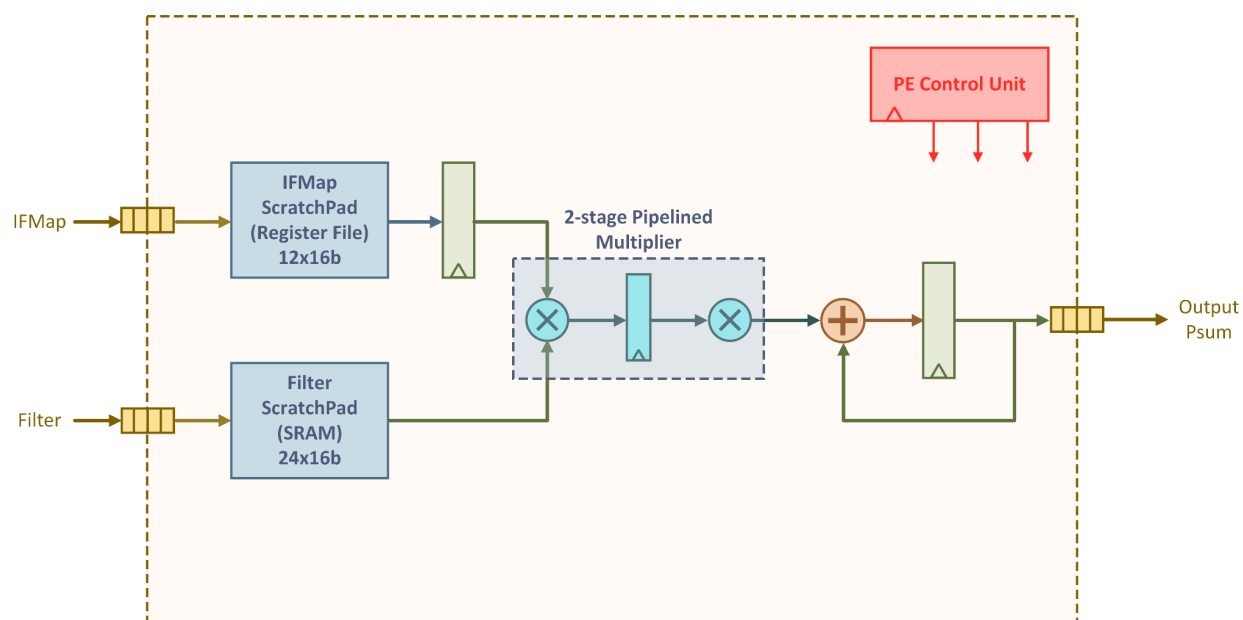 PE Control Unit
IFMap
IFMap
ScratchPad
(Register File)
12x16b
2-stage Pipelined
Multiplier
Output
Psum
Filter
Filter
ScratchPad
(SRAM)
24x16b